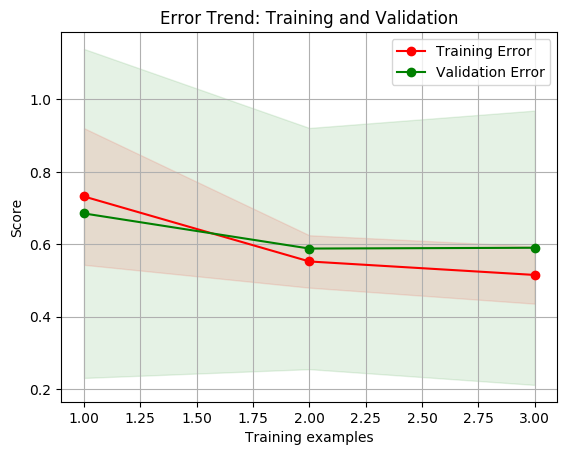 Error Trend: Training and Validation
Training Error
Validation Error
1.0
0.8
0.6
0.4
0.2
Score
1.00 1.25 1.50 1.75 2.00 2.25 2.50 2.75 3.00
Training examples